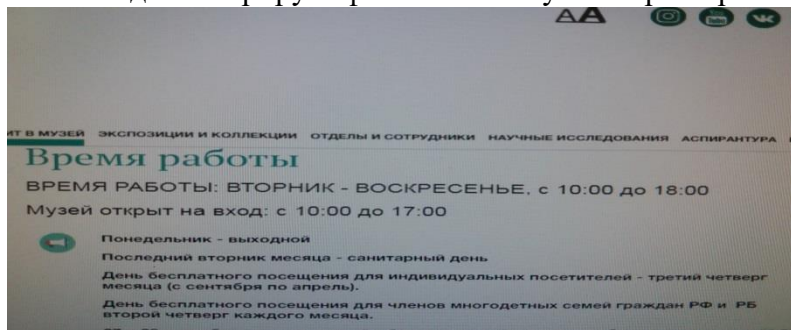 AA
ИТ В МУЗЕЙ ЭКСПОЗИЦИИ И КОЛЛЕКЦИИ ОТДЕЛЫ И СОТРУДНИКИ НАУЧНЫЕ ИССЛЕДОВАНИЯ АСПИРАНТУРА
Время работы
ВРЕМЯ РАБОТЫ: ВТОРНИК - ВОСКРЕСЕНЬЕ, с 10:00 до 18:00
Музей открыт на вход: с 10:00 до 17:00
Понедельник - выходной
Последний вторник месяца - санитарный день
День бесплатного посещения для индивидуальных посетителей - третий четверг
месяца (с сентября по апрель).
День бесплатного посещения для членов многодетных семей граждан РФ и РБ
второй четверг каждого месяца.